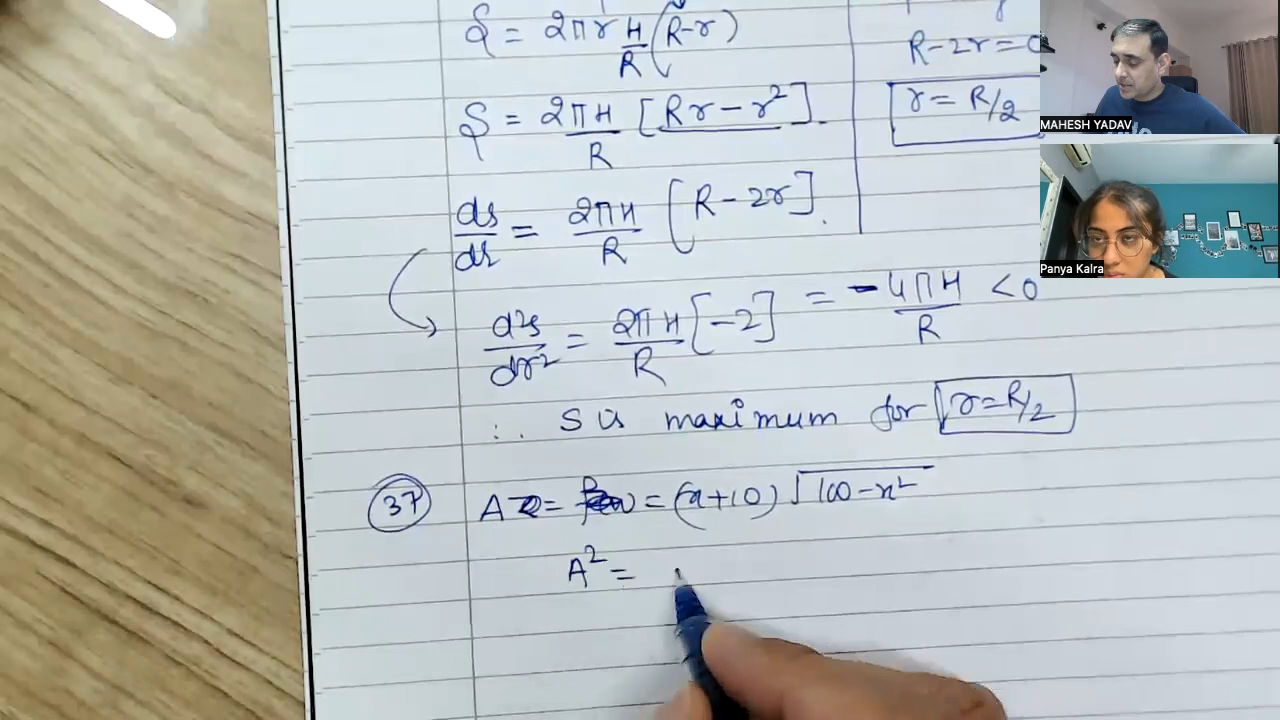 S = 2πr H/R (R-r)
R-2r=0
r = R/2
S = 2πH/R [Rr - r²].
ds/dr = 2πH/R [R - 2r].
d²s/dr² = 2πH/R [-2] = -4πH/R < 0
∴ S is maximum for r=R/2
37 A = = (x+10) √100-x²
A² =
MAHESH YADAV
Panya Kalra